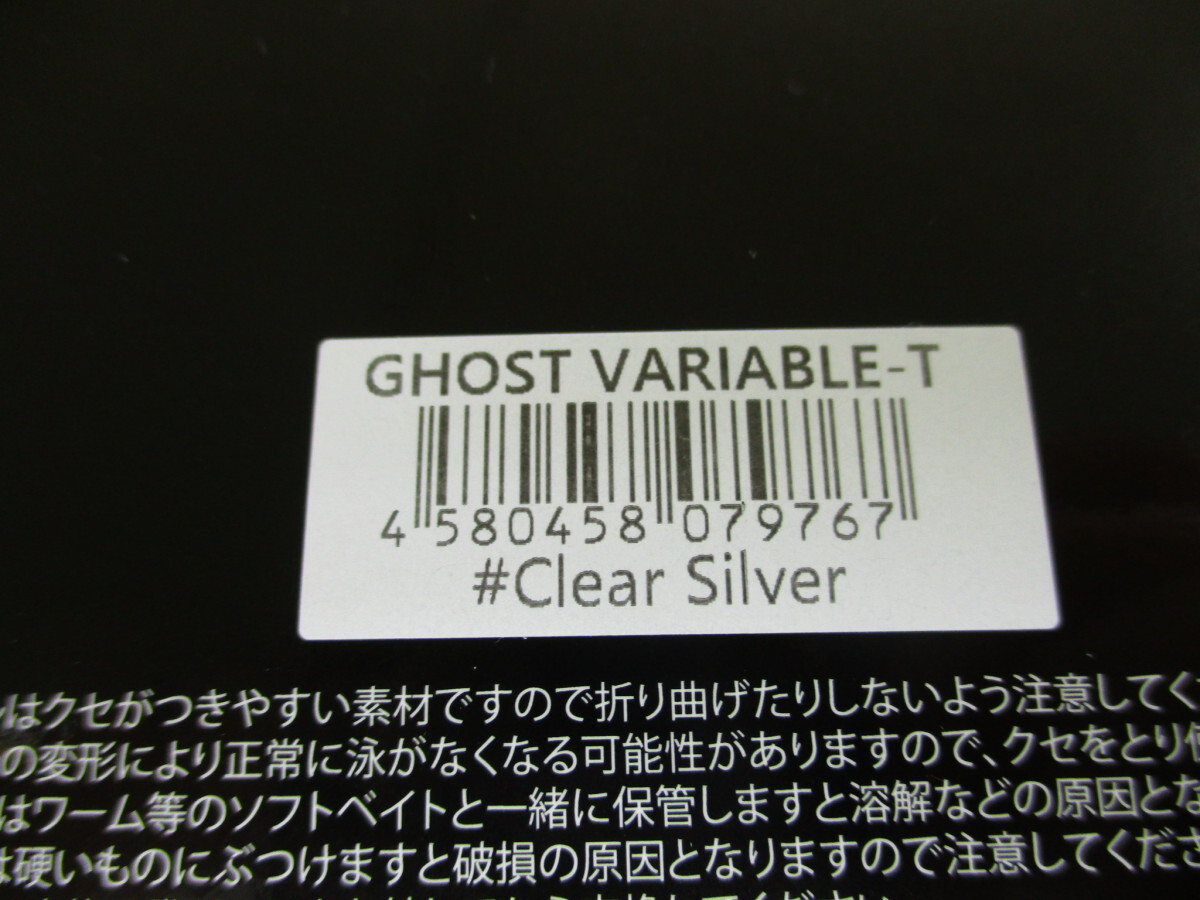 GHOST VARIABLE-T
4 580458 079767
#Clear Silver
はクセがつきやすい素材ですので折り曲げたりしないよう注意してく
の変形により正常に泳がなくなる可能性がありますので、クセをとり
はワーム等のソフトベイトと一緒に保管しますと溶解などの原因とな
は硬いものにぶつけますと破損の原因となりますので注意してくださ